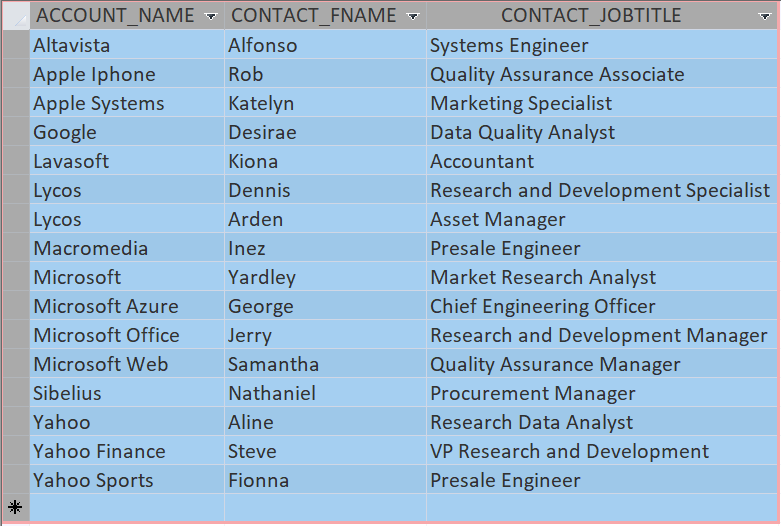 ACCOUNT_NAME CONTACT_FNAME CONTACT_JOBTITLE
Altavista Alfonso Systems Engineer
Apple Iphone Rob Quality Assurance Associate
Apple Systems Katelyn Marketing Specialist
Google Desirae Data Quality Analyst
Lavasoft Kiona Accountant
Lycos Dennis Research and Development Specialist
Lycos Arden Asset Manager
Macromedia Inez Presale Engineer
Microsoft Yardley Market Research Analyst
Microsoft Azure George Chief Engineering Officer
Microsoft Office Jerry Research and Development Manager
Microsoft Web Samantha Quality Assurance Manager
Sibelius Nathaniel Procurement Manager
Yahoo Aline Research Data Analyst
Yahoo Finance Steve VP Research and Development
Yahoo Sports Fionna Presale Engineer